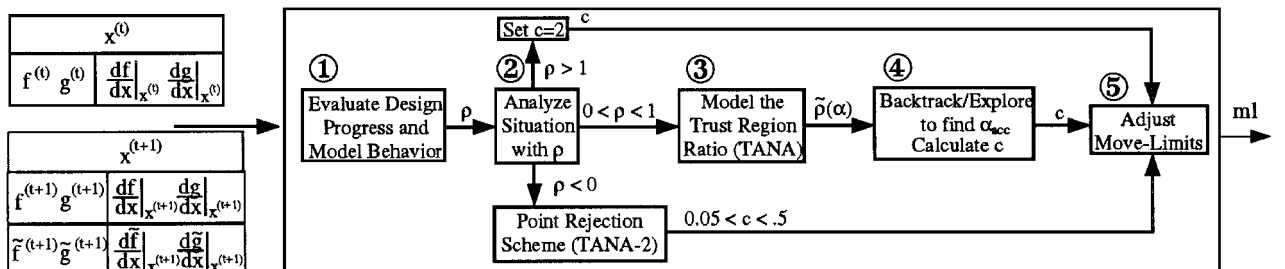 x^(t)
f^(t) g^(t) df/dx|x^(t) dg/dx|x^(t)
x^(t+1)
f^(t+1) g^(t+1) df/dx|x^(t+1) dg/dx|x^(t+1)
f̃^(t+1) g̃^(t+1) df̃/dx|x^(t+1) dg̃/dx|x^(t+1)
①
Evaluate Design
Progress and
Model Behavior
ρ
②
Analyze
Situation
with ρ
ρ > 1
Set c=2
c
0 < ρ < 1
③
Model the
Trust Region
Ratio (TANA)
ρ̃(α)
④
Backtrack/Explore
to find α_acc
Calculate c
c
ρ < 0
Point Rejection
Scheme (TANA-2)
0.05 < c < .5
⑤
Adjust
Move-Limits
ml